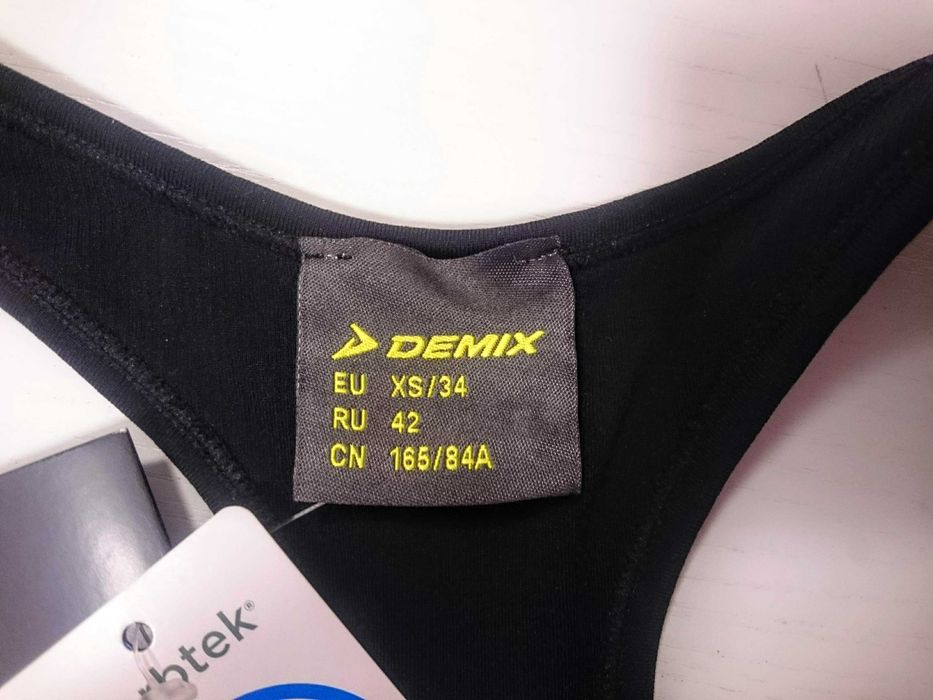 DEMIX
EU XS/34
RU 42
CN 165/84A